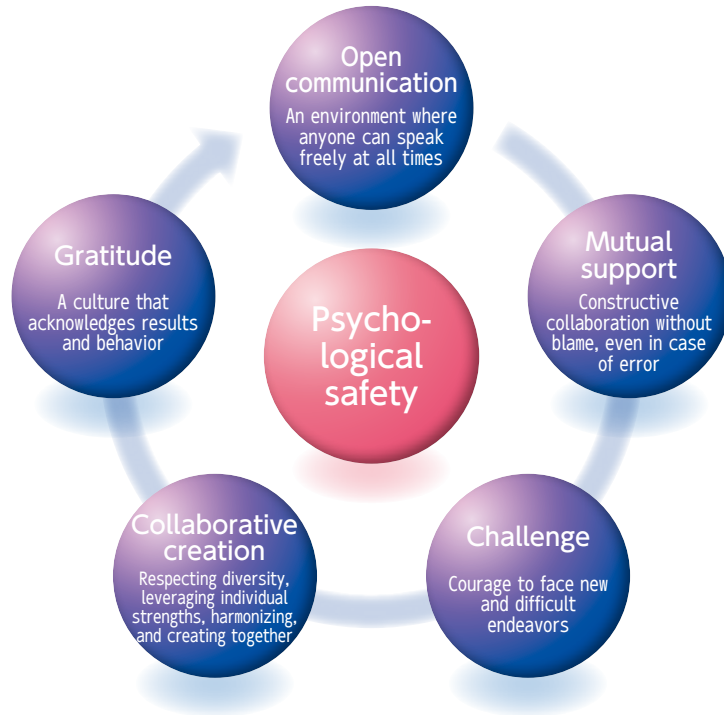 Open
communication
An environment where
anyone can speak
freely at all times
Mutual
support
Constructive
collaboration without
blame, even in case
of error
Challenge
Courage to face new
and difficult
endeavors
Collaborative
creation
Respecting diversity,
leveraging individual
strengths, harmonizing,
and creating together
Gratitude
A culture that
acknowledges results
and behavior
Psycho-
logical
safety